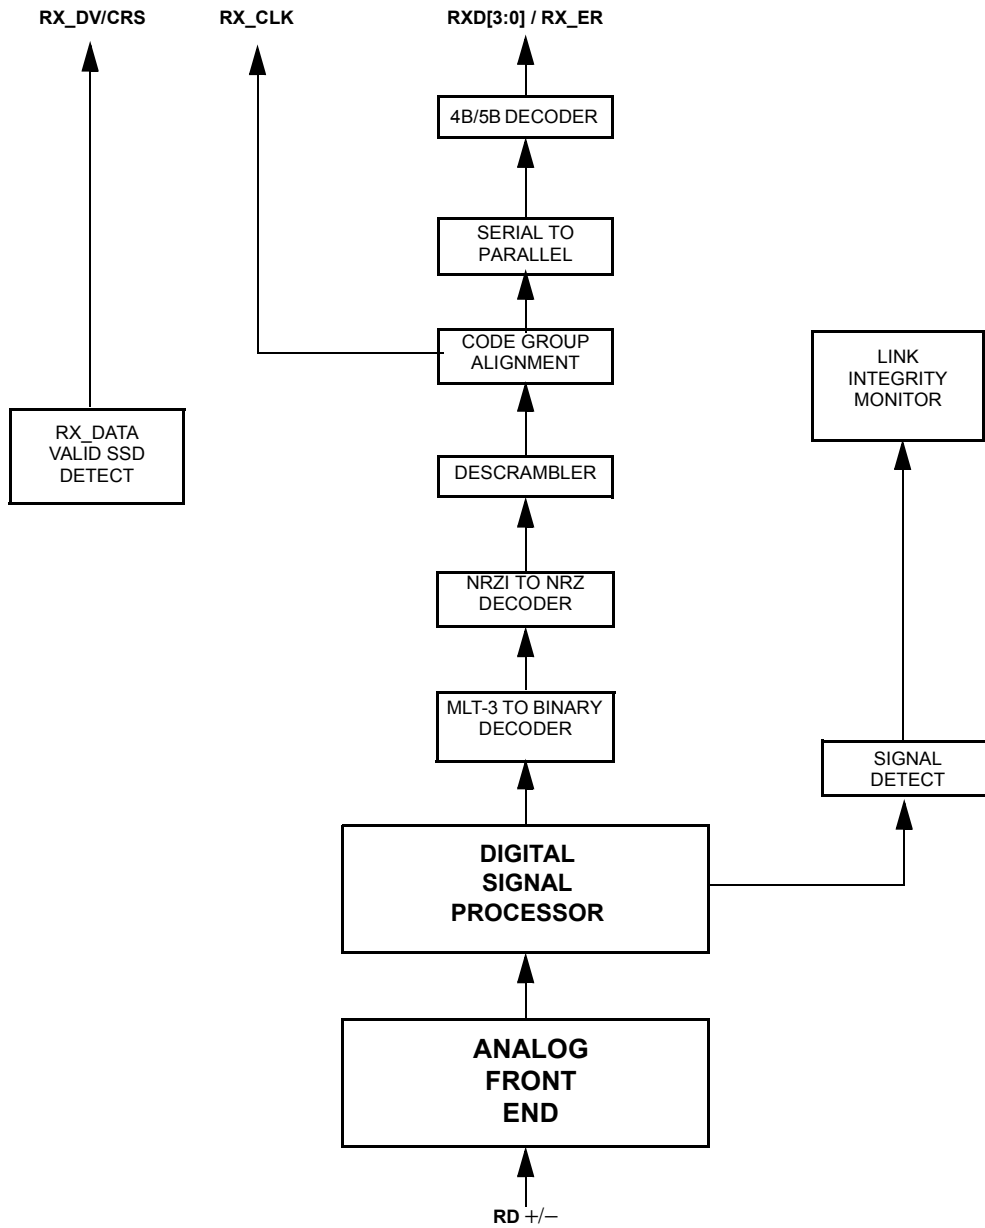 RX_DV/CRS
RX_CLK
RXD[3:0] / RX_ER
4B/5B DECODER
SERIAL TO
PARALLEL
CODE GROUP
ALIGNMENT
LINK
INTEGRITY
MONITOR
RX_DATA
VALID SSD
DETECT
DESCRAMBLER
NRZI TO NRZ
DECODER
MLT-3 TO BINARY
DECODER
SIGNAL
DETECT
DIGITAL
SIGNAL
PROCESSOR
ANALOG
FRONT
END
RD +/−